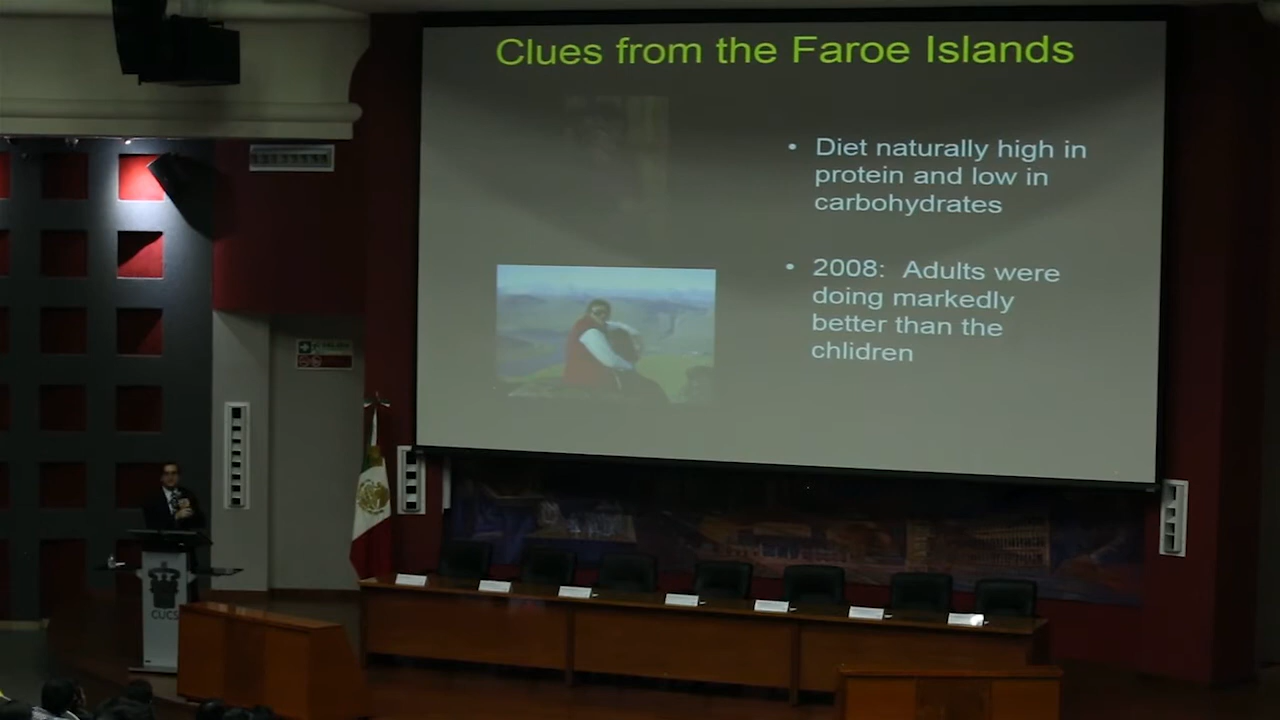 Clues from the Faroe Islands
• Diet naturally high in
protein and low in
carbohydrates
• 2008: Adults were
doing markedly
better than the
chlidren
CUCS